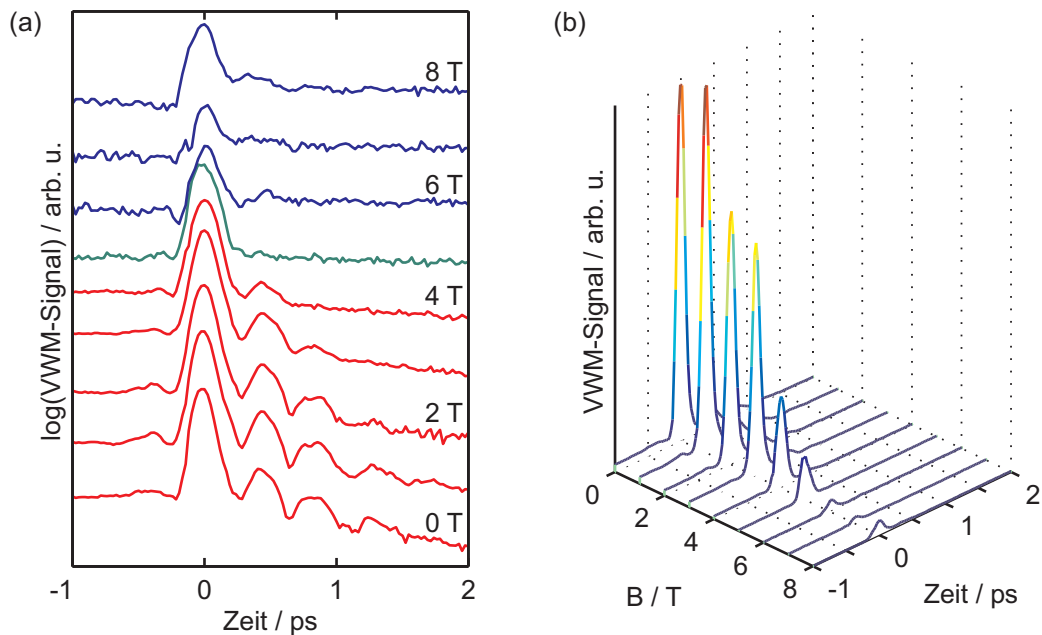 (a)
log(VWM-Signal) / arb. u.
8 T
6 T
4 T
2 T
0 T
-1 0 1 2
Zeit / ps
(b)
VWM-Signal / arb. u.
0 2 4 6 8
B / T
-1 0 1 2
Zeit / ps